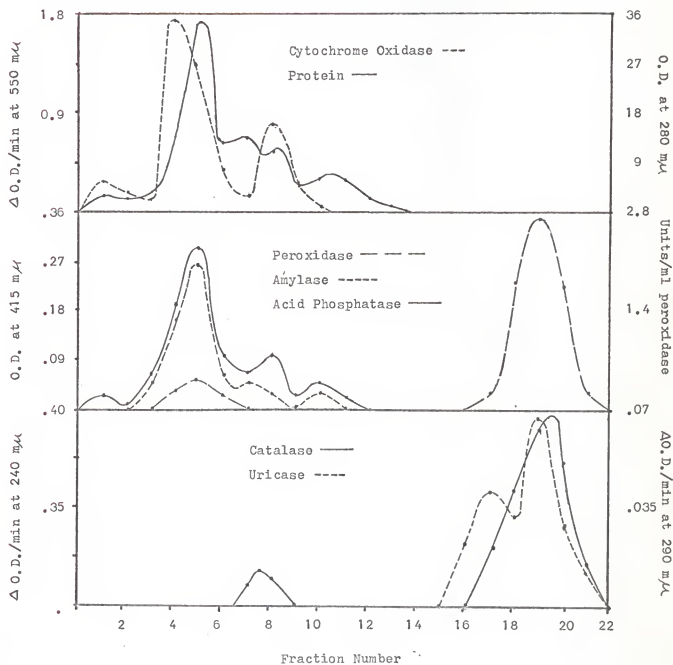 1.8
0.9
.36
Δ O.D./min at 550 mμ
Cytochrome Oxidase
Protein
36
27
18
9
2.8
O.D. at 280 mμ
.27
.18
.09
.40
O.D. at 415 mμ
Peroxidase
Amylase
Acid Phosphatase
1.4
.07
Units/ml peroxidase
.35
.
Δ O.D./min at 240 mμ
Catalase
Uricase
.035
ΔO.D./min at 290 mμ
2 4 6 8 10 12 14 16 18 20 22
Fraction Number